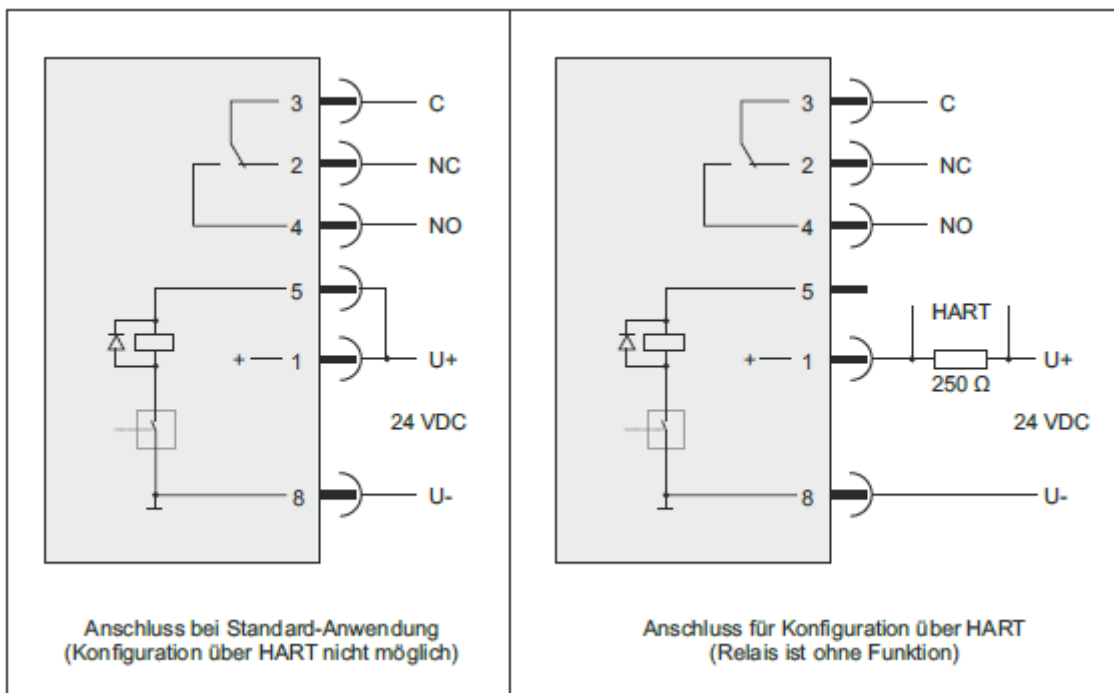 3 C
2 NC
4 NO
5
+ 1 U+
24 VDC
8 U-
Anschluss bei Standard-Anwendung
(Konfiguration über HART nicht möglich)
3 C
2 NC
4 NO
5
HART
+ 1 U+
250 Ω
24 VDC
8 U-
Anschluss für Konfiguration über HART
(Relais ist ohne Funktion)